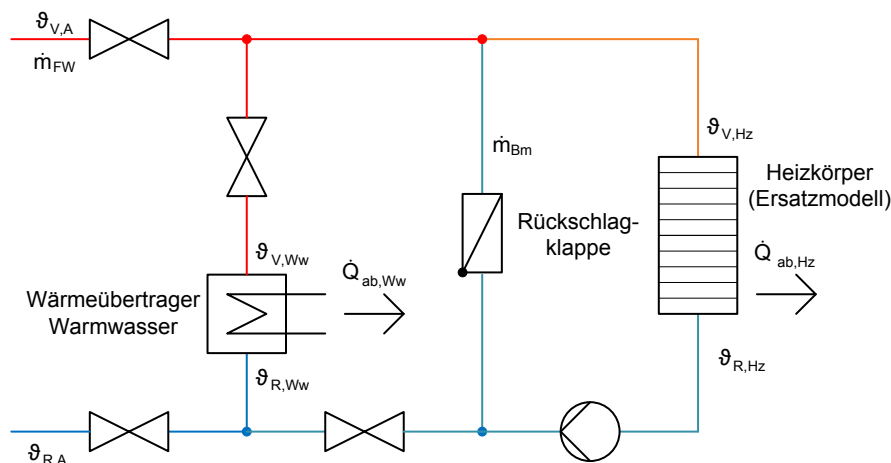 ϑV,A
ṁFW
ṁBm
ϑV,Hz
Heizkörper
(Ersatzmodell)
Rückschlag-
klappe
ϑV,Ww
Q̇ab,Ww
Q̇ab,Hz
Wärmeübertrager
Warmwasser
ϑR,Ww
ϑR,Hz
ϑR,A